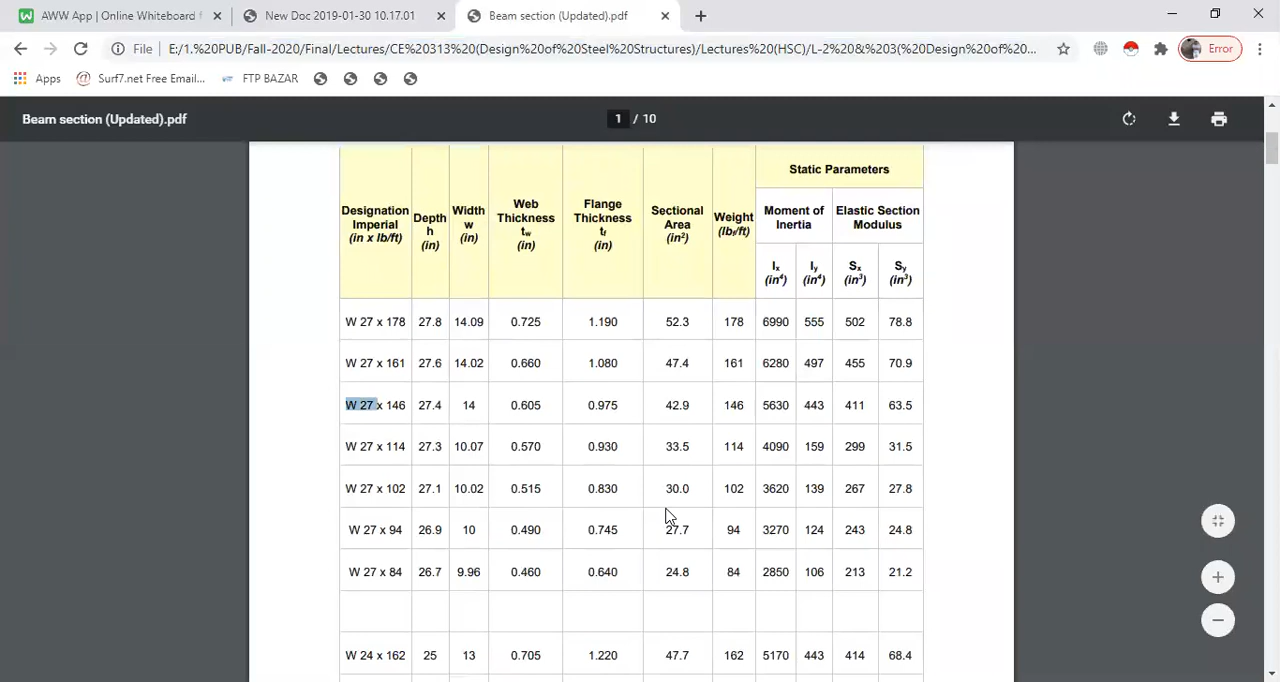 AWW App | Online Whiteboard f
New Doc 2019-01-30 10.17.01
Beam section (Updated).pdf
File | E:/1.%20PUB/Fall-2020/Final/Lectures/CE%20313%20(Design%20of%20Steel%20Structures)/Lectures%20(HSC)/L-2%20&%203(%20Design%20of%20...
Error
Apps Surf7.net Free Email... FTP BAZAR
Beam section (Updated).pdf
1 / 10
Designation Imperial (in x lb/ft) Depth h (in) Width w (in) Web Thickness tw (in) Flange Thickness tf (in) Sectional Area (in²) Weight (lbf/ft) Static Parameters
Moment of Inertia Elastic Section Modulus
Ix (in⁴) Iy (in⁴) Sx (in³) Sy (in³)
W 27 x 178 27.8 14.09 0.725 1.190 52.3 178 6990 555 502 78.8
W 27 x 161 27.6 14.02 0.660 1.080 47.4 161 6280 497 455 70.9
W 27 x 146 27.4 14 0.605 0.975 42.9 146 5630 443 411 63.5
W 27 x 114 27.3 10.07 0.570 0.930 33.5 114 4090 159 299 31.5
W 27 x 102 27.1 10.02 0.515 0.830 30.0 102 3620 139 267 27.8
W 27 x 94 26.9 10 0.490 0.745 27.7 94 3270 124 243 24.8
W 27 x 84 26.7 9.96 0.460 0.640 24.8 84 2850 106 213 21.2
W 24 x 162 25 13 0.705 1.220 47.7 162 5170 443 414 68.4